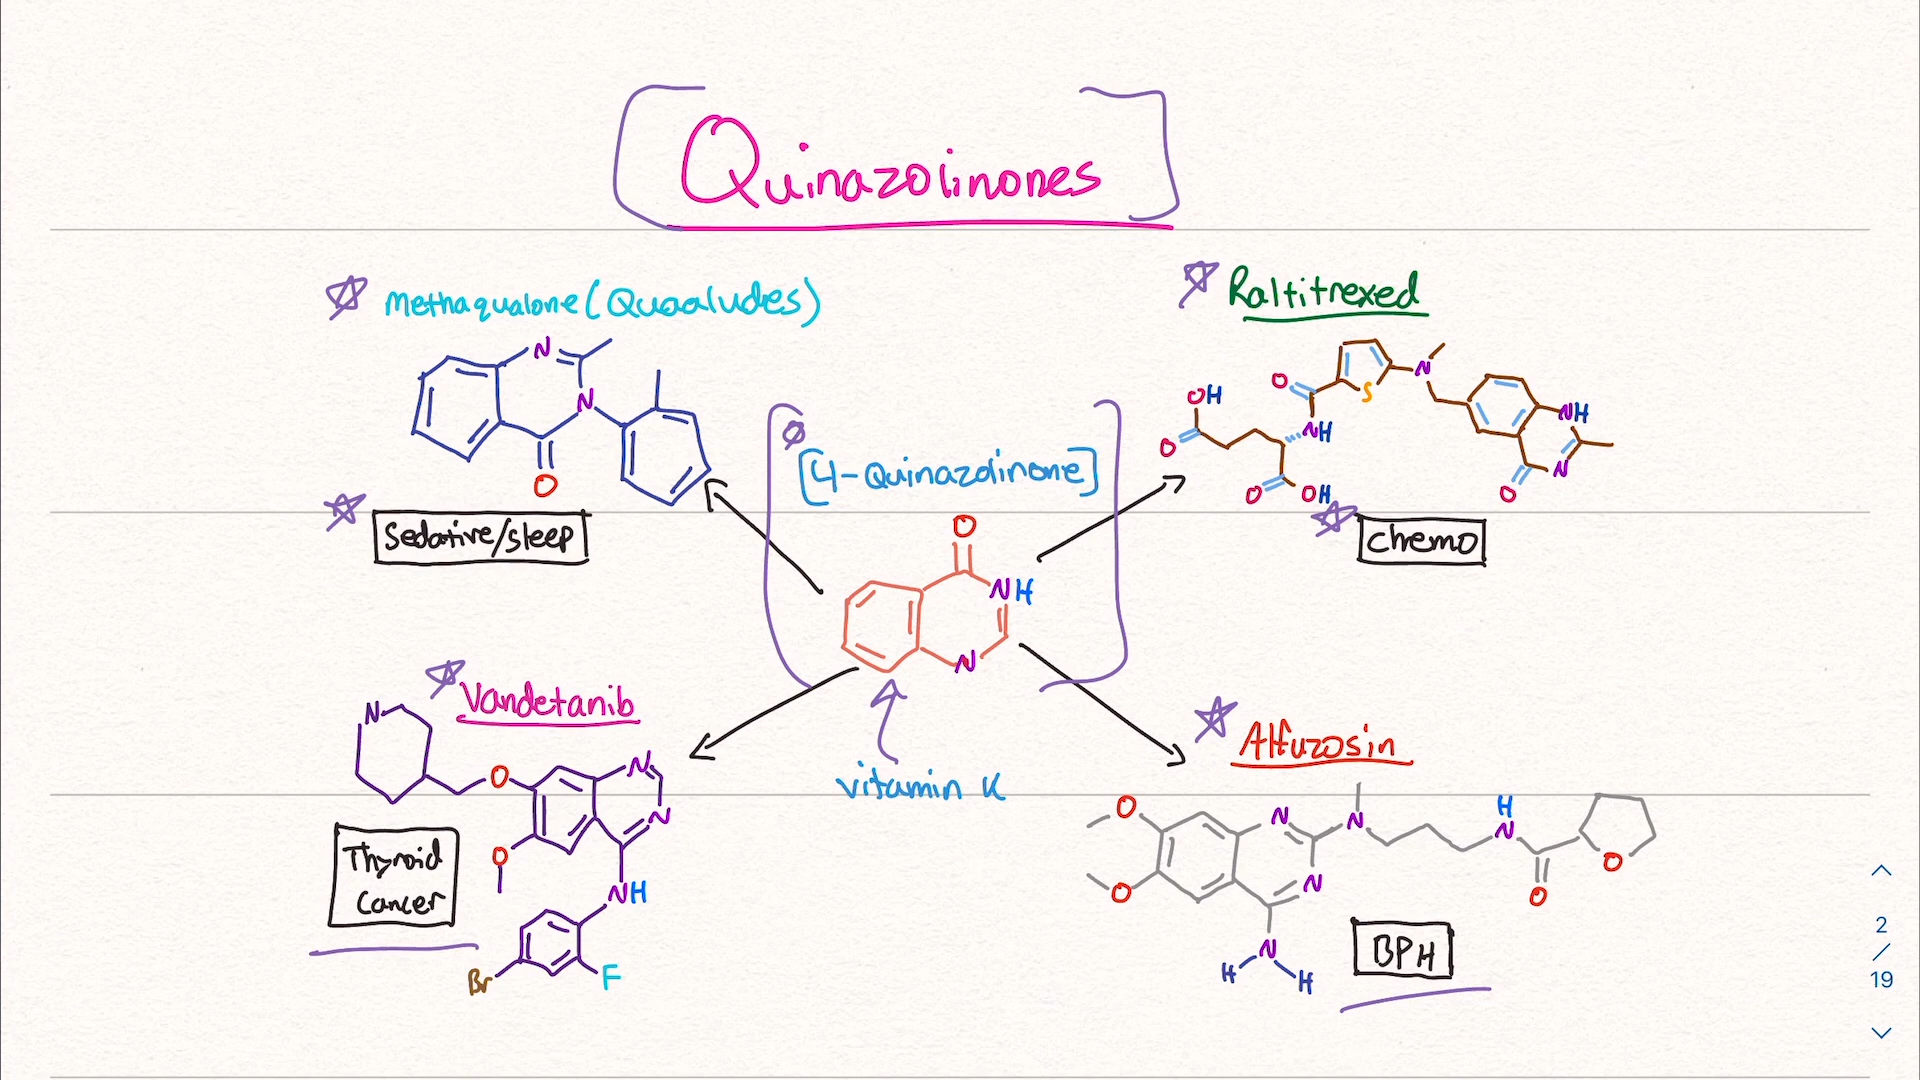 Quinazolinones
Methaqualone (Quaaludes)
N
N
O
Sedative/sleep
Raltitrexed
OH
O
O
NH
O
OH
S
N
NH
N
O
chemo
[4-Quinazolinone]
O
NH
N
vitamin K
Vandetanib
N
O
O
N
N
NH
Br
F
Thyroid
Cancer
Alfuzosin
O
O
N
N
N
H
N
O
O
N
H
H
BPH
2
/
19